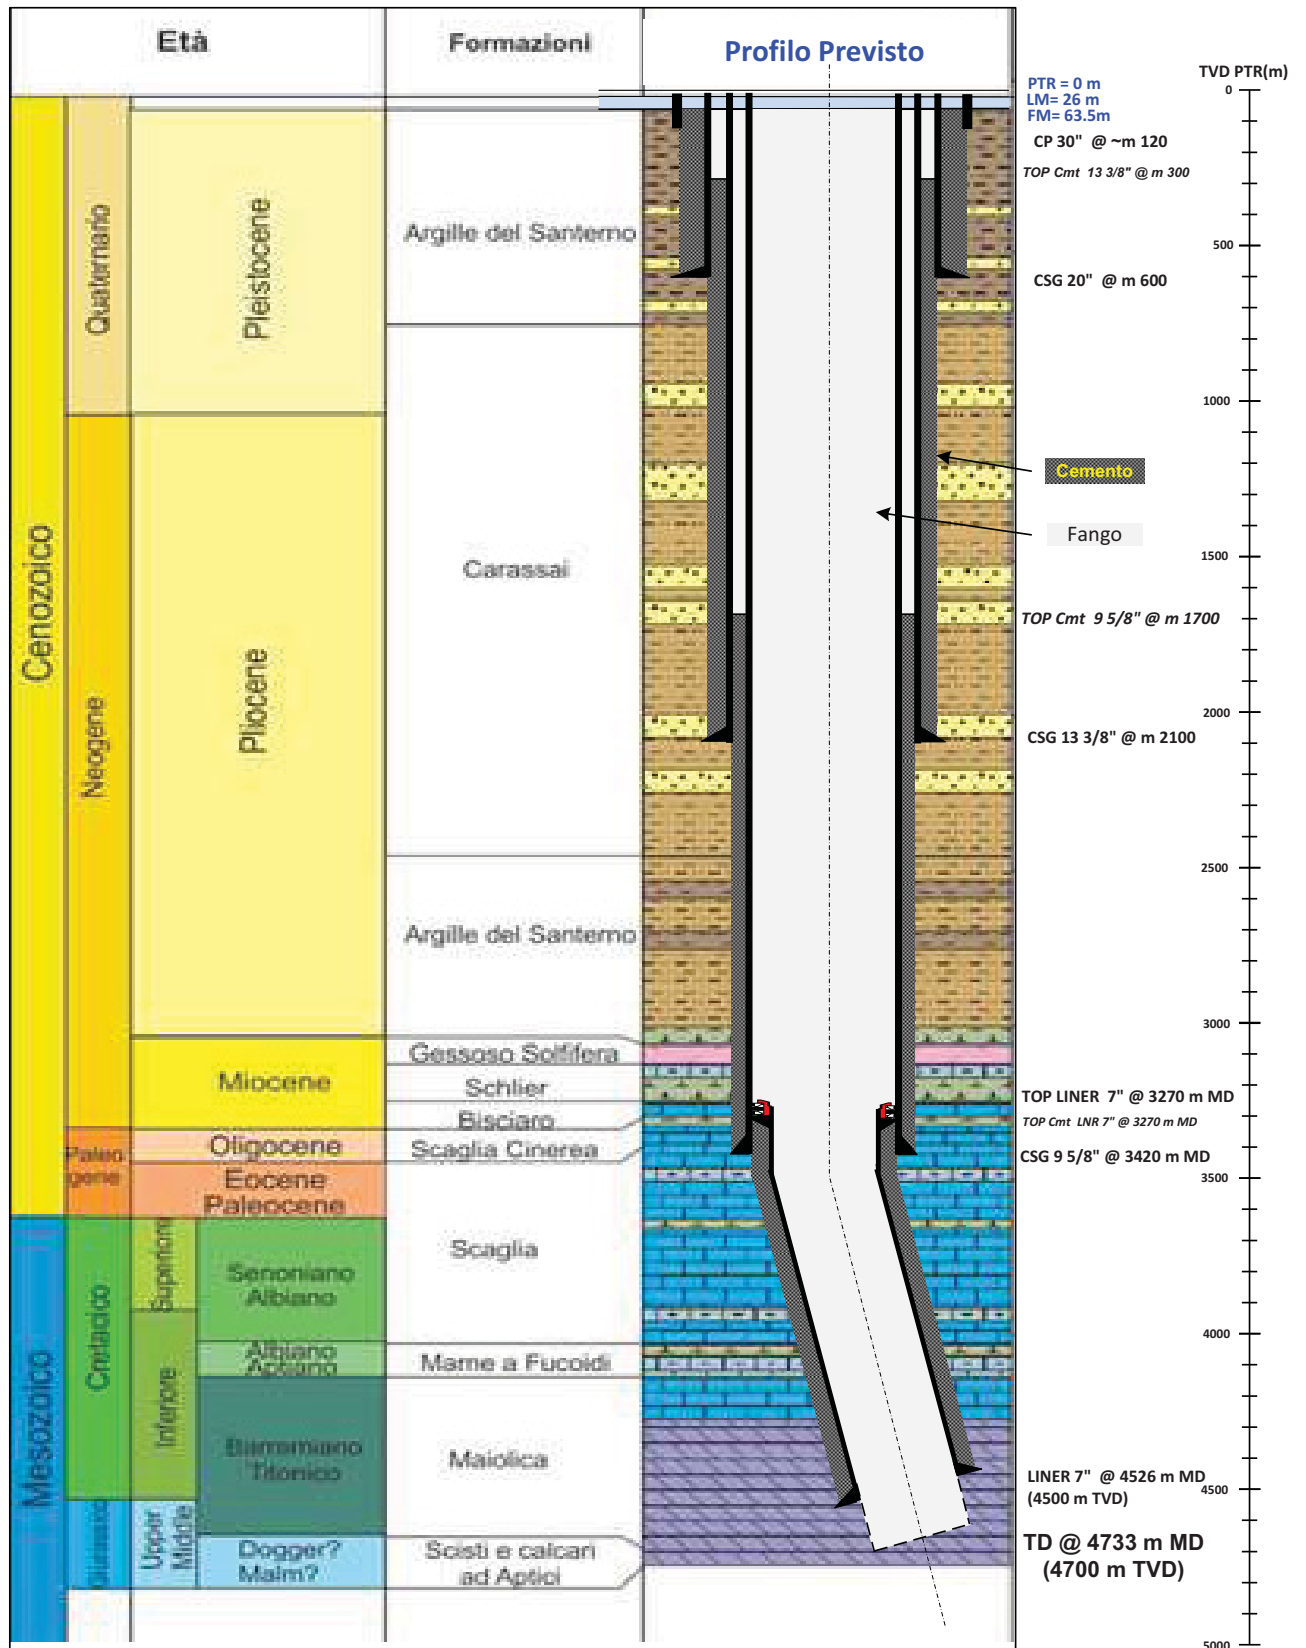 Età
Formazioni
Profilo Previsto
TVD PTR(m)
PTR = 0 m
LM= 26 m
FM= 63.5m
CP 30" @ ~m 120
TOP Cmt 13 3/8" @ m 300
CSG 20" @ m 600
Cemento
Fango
TOP Cmt 9 5/8" @ m 1700
CSG 13 3/8" @ m 2100
TOP LINER 7" @ 3270 m MD
TOP Cmt LNR 7" @ 3270 m MD
CSG 9 5/8" @ 3420 m MD
LINER 7" @ 4526 m MD
(4500 m TVD)
TD @ 4733 m MD
(4700 m TVD)
0
500
1000
1500
2000
2500
3000
3500
4000
4500
5000
Cenozoico
Mesozoico
Quaternario
Neogene
Paleo
gene
Cretacico
Giurassico
Pleistocene
Pliocene
Miocene
Oligocene
Eocene
Paleocene
Superiore
Inferiore
Upper
Middle
Senoniano
Albiano
Albiano
Aptiano
Barremiano
Titonico
Dogger?
Malm?
Argille del Santerno
Carassai
Argille del Santerno
Gessoso Solfifera
Schlier
Bisciaro
Scaglia Cinerea
Scaglia
Marne a Fucoidi
Maiolica
Scisti e calcari
ad Aptici